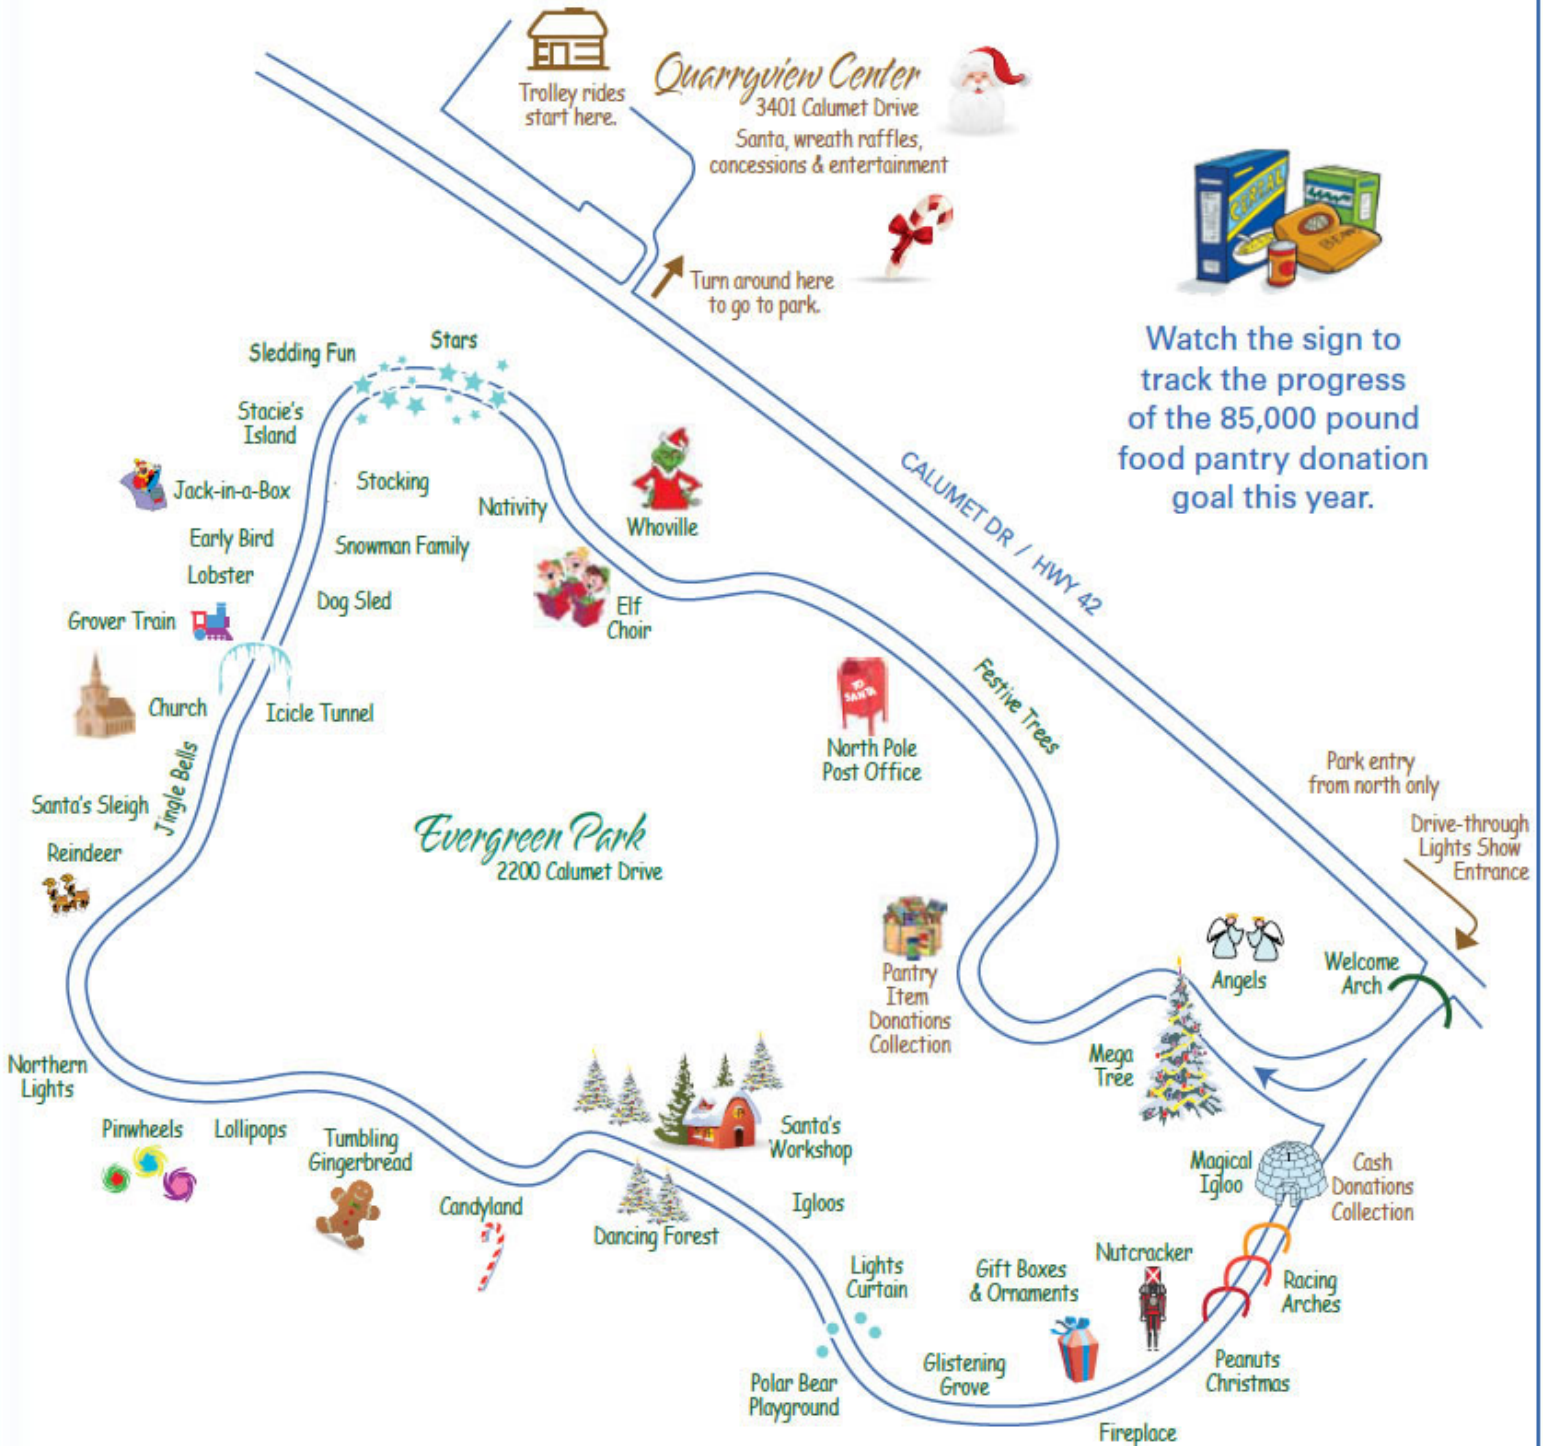 Trolley rides
start here.
Quarryview Center
3401 Calumet Drive
Santa, wreath raffles,
concessions & entertainment
Turn around here
to go to park.
CEREAL
BEAN
Watch the sign to
track the progress
of the 85,000 pound
food pantry donation
goal this year.
CALUMET DR / HWY 42
Stars
Sledding Fun
Stacie's
Island
Jack-in-a-Box
Stocking
Nativity
Whoville
Early Bird
Snowman Family
Lobster
Dog Sled
Grover Train
Elf
Choir
Church
Icicle Tunnel
Festive Trees
TO
SANTA
North Pole
Post Office
Jingle Bells
Santa's Sleigh
Reindeer
Evergreen Park
2200 Calumet Drive
Park entry
from north only
Drive-through
Lights Show
Entrance
Pantry
Item
Donations
Collection
Angels
Welcome
Arch
Mega
Tree
Northern
Lights
Pinwheels
Lollipops
Tumbling
Gingerbread
Candyland
Santa's
Workshop
Dancing Forest
Igloos
Magical
Igloo
Cash
Donations
Collection
Lights
Curtain
Gift Boxes
& Ornaments
Nutcracker
Racing
Arches
Polar Bear
Playground
Glistening
Grove
Peanuts
Christmas
Fireplace